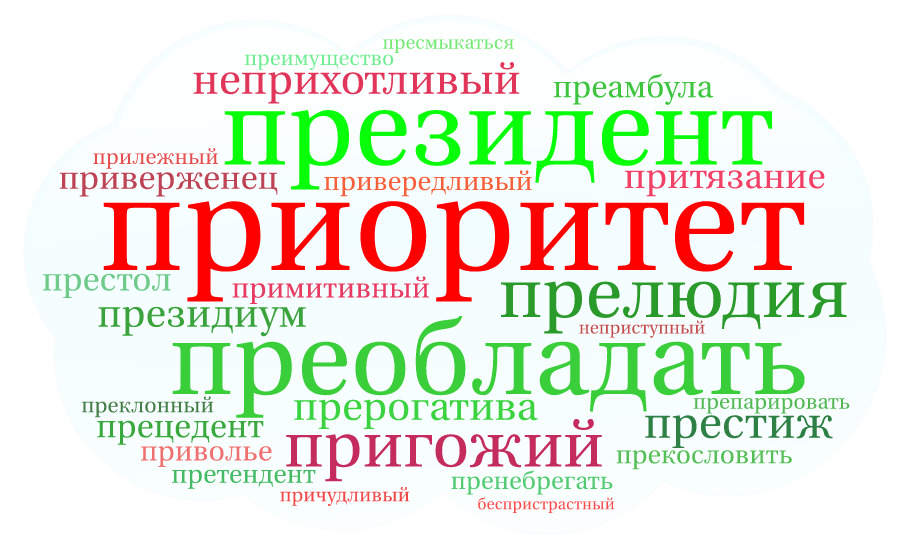 пресмыкаться
преимущество
неприхотливый
преамбула
президент
прилежный
приверженец
привередливый
притязание
приоритет
престол
примитивный
прелюдия
президиум
неприступный
преобладать
преклонный
прерогатива
препарировать
прецедент
пригожий
престиж
приволье
прекословить
претендент
пренебрегать
причудливый
беспристрастный